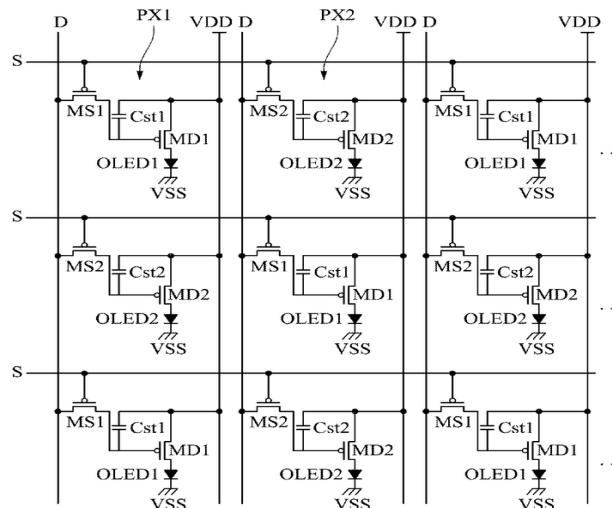 D PX1 VDD D PX2 VDD D VDD
S
MS1 Cst1 MS2 Cst2 MS1 Cst1
MD1 MD2 MD1
OLED1 OLED2 OLED1
VSS VSS VSS
S
MS2 Cst2 MS1 Cst1 MS2 Cst2
MD2 MD1 MD2
OLED2 OLED1 OLED2
VSS VSS VSS
S
MS1 Cst1 MS2 Cst2 MS1 Cst1
MD1 MD2 MD1
OLED1 OLED2 OLED1
VSS VSS VSS